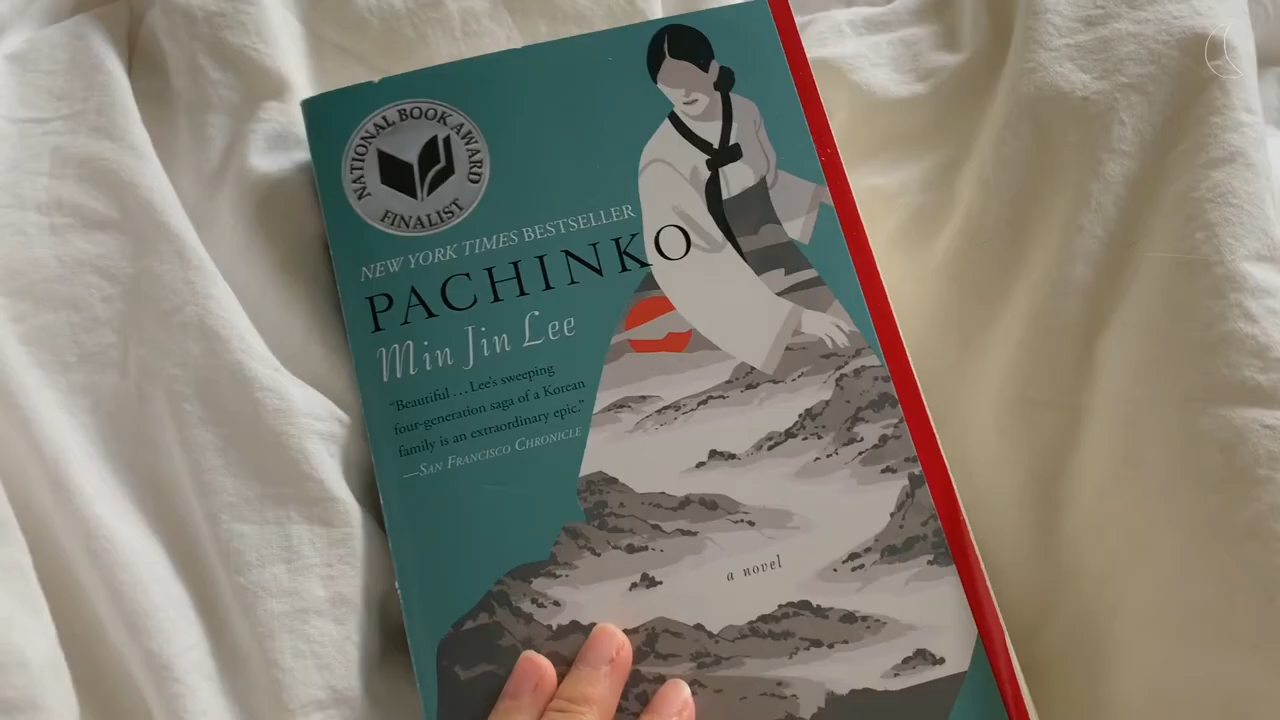 NATIONAL BOOK AWARD
FINALIST
NEW YORK TIMES BESTSELLER
PACHINKO
Min Jin Lee
“Beautiful . . . Lee’s sweeping
four-generation saga of a Korean
family is an extraordinary epic.”
—SAN FRANCISCO CHRONICLE
a novel